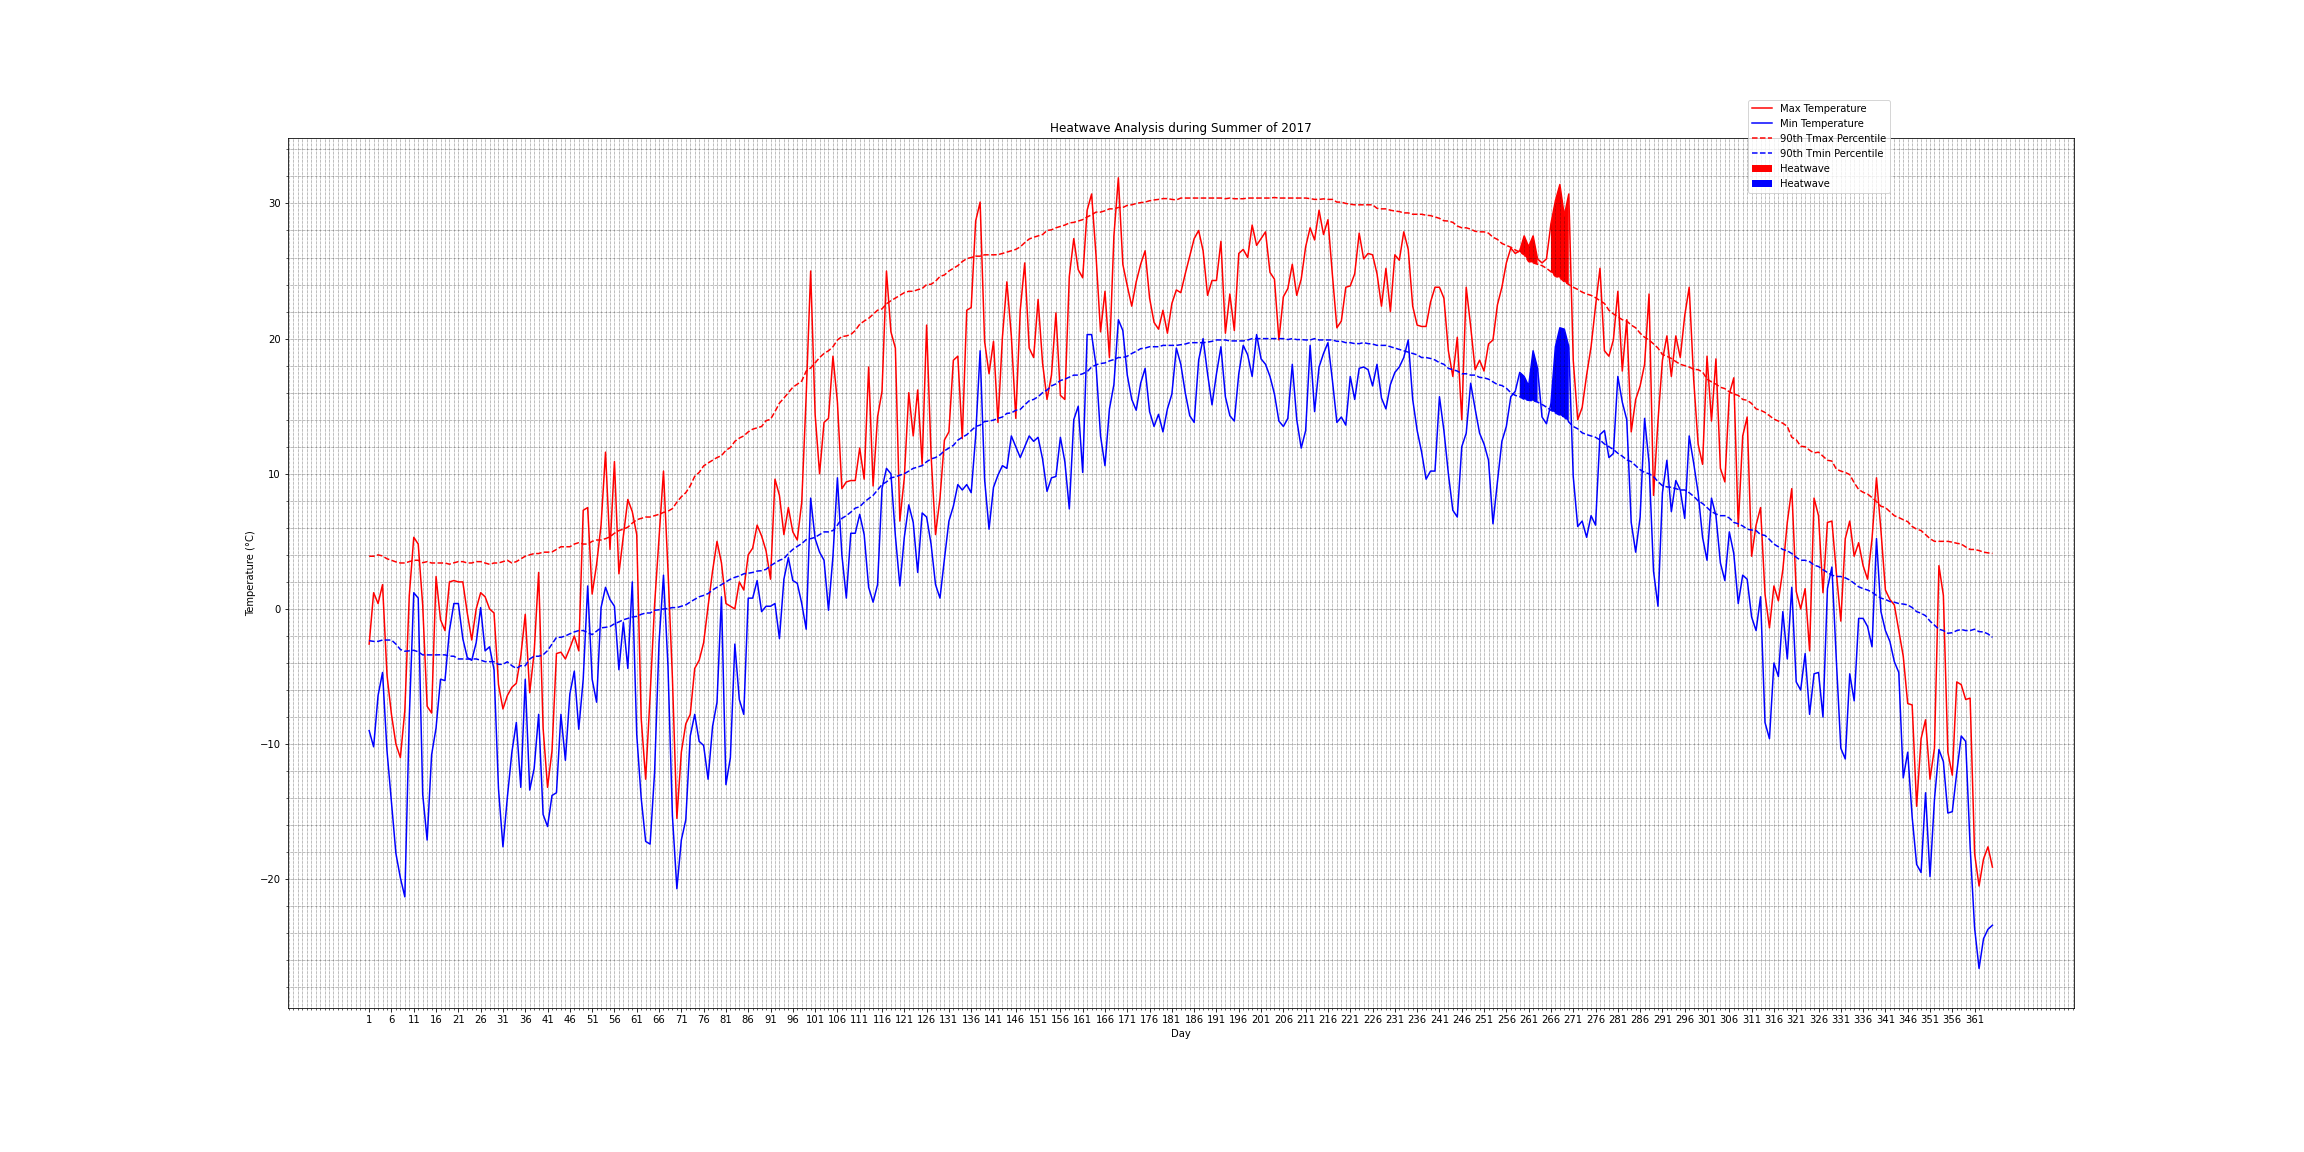 Heatwave Analysis during Summer of 2017
Max Temperature
Min Temperature
90th Tmax Percentile
90th Tmin Percentile
Heatwave
Heatwave
Temperature (°C)
30
20
10
0
−10
−20
1 6 11 16 21 26 31 36 41 46 51 56 61 66 71 76 81 86 91 96 101 106 111 116 121 126 131 136 141 146 151 156 161 166 171 176 181 186 191 196 201 206 211 216 221 226 231 236 241 246 251 256 261 266 271 276 281 286 291 296 301 306 311 316 321 326 331 336 341 346 351 356 361
Day